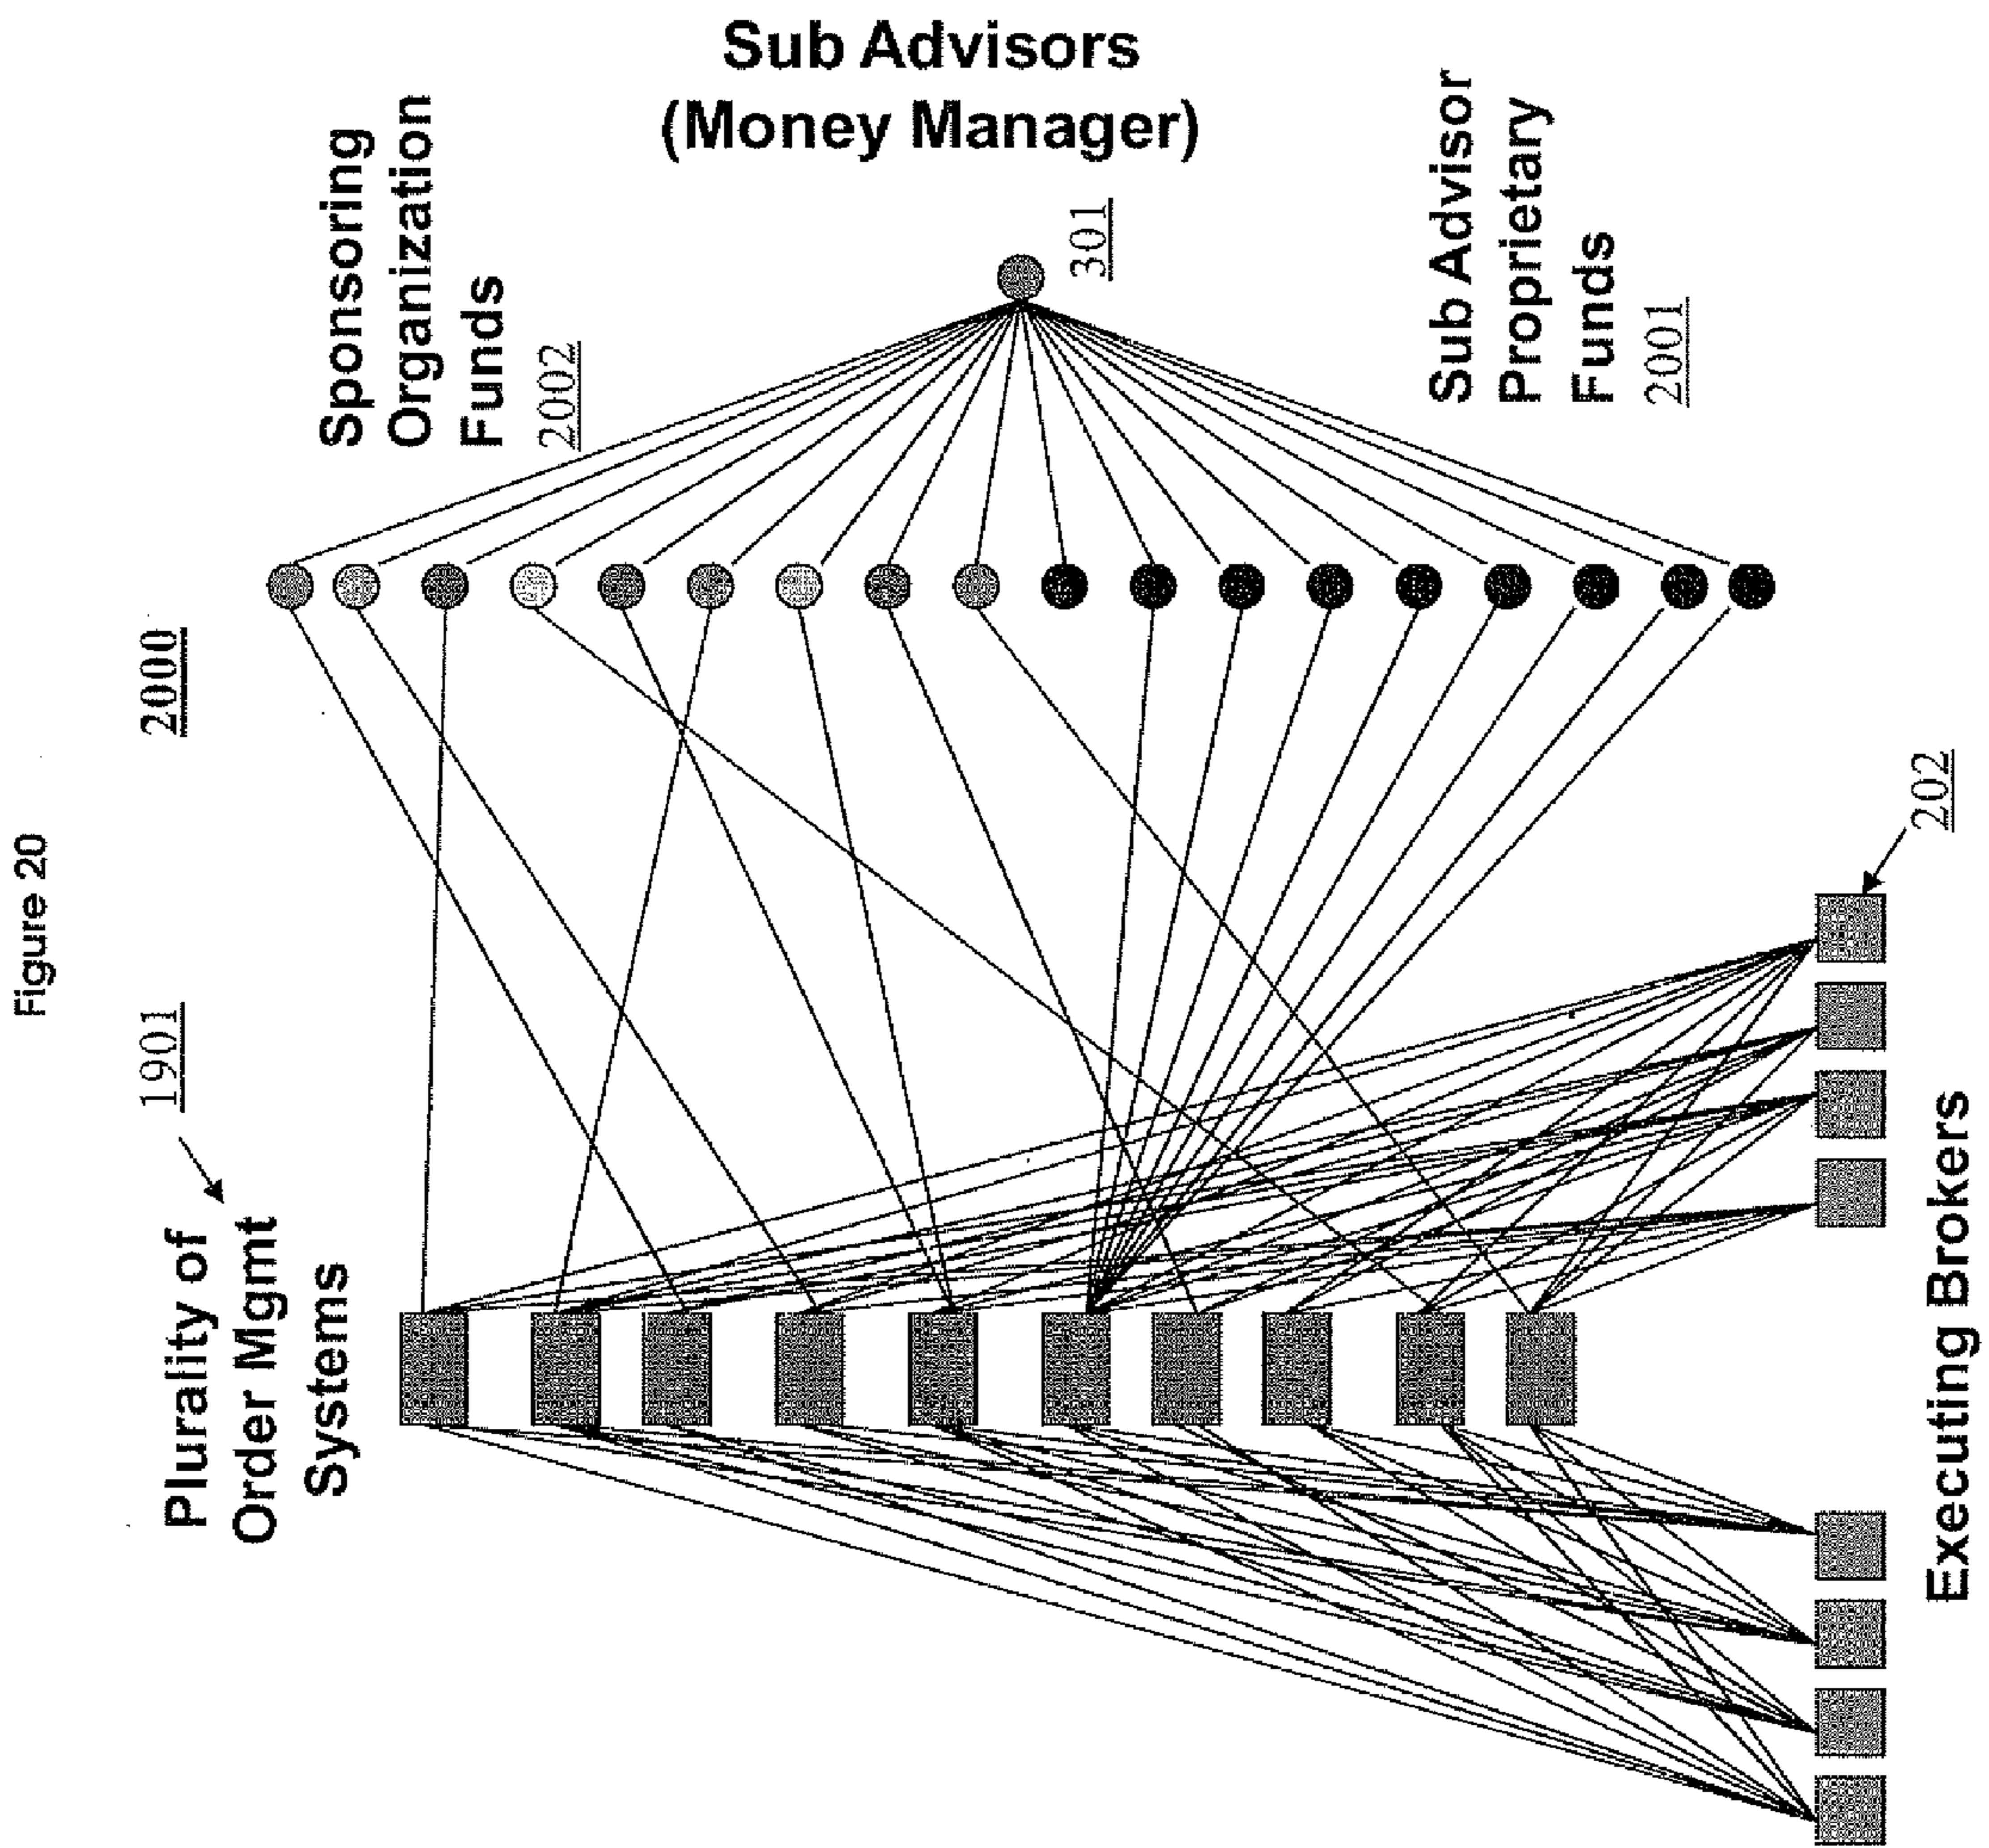 Figure 20
2000
Sub Advisors
(Money Manager)
301
Sponsoring
Organization
Funds
2002
Sub Advisor
Proprietary
Funds
2001
1901
Plurality of
Order Mgmt
Systems
202
Executing Brokers